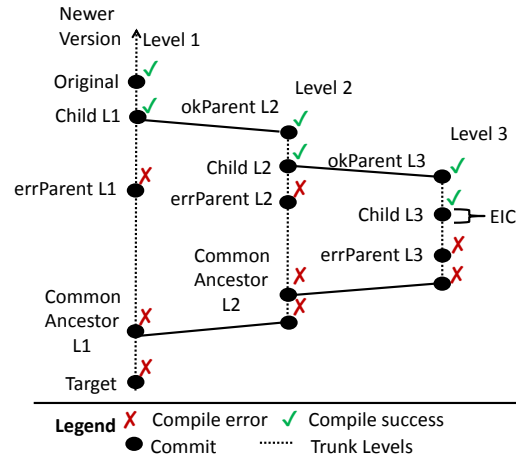 Newer
Version
Level 1
Original
Child L1
okParent L2
Level 2
Child L2
okParent L3
Level 3
errParent L1
errParent L2
Child L3
EIC
errParent L3
Common
Ancestor
L2
Common
Ancestor
L1
Target
Legend ✗ Compile error ✓ Compile success
Commit Trunk Levels